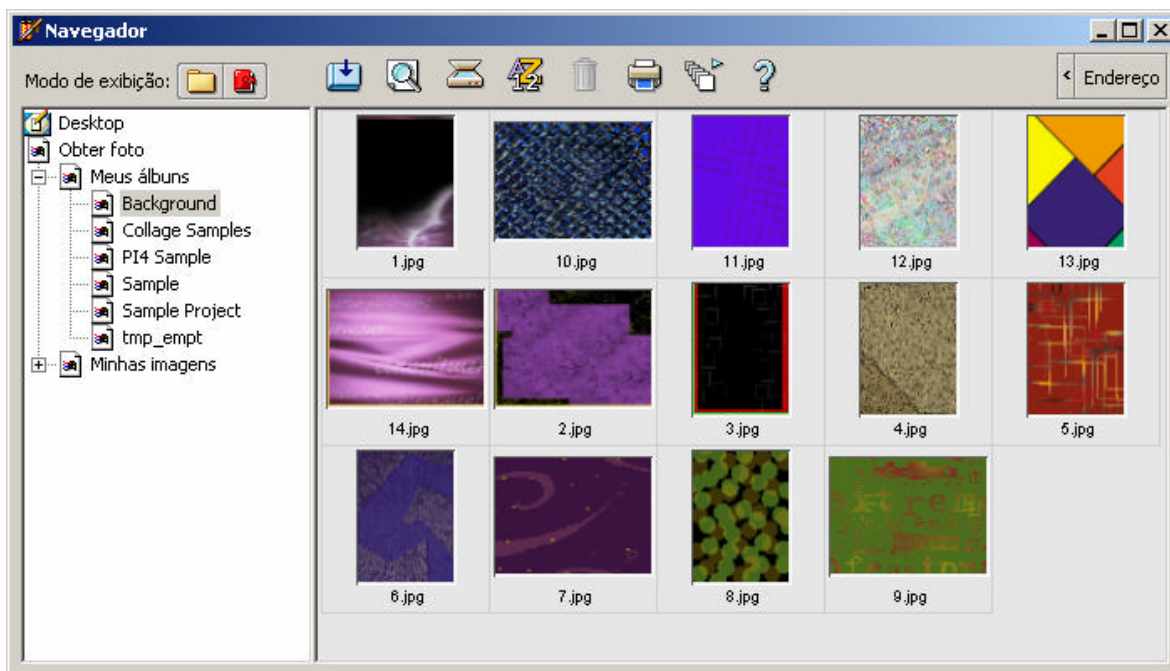 Navegador
Modo de exibição:
< Endereço
Desktop
Obter foto
Meus álbuns
Background
Collage Samples
PI4 Sample
Sample
Sample Project
tmp_empt
Minhas imagens
1.jpg 10.jpg 11.jpg 12.jpg 13.jpg
14.jpg 2.jpg 3.jpg 4.jpg 5.jpg
6.jpg 7.jpg 8.jpg 9.jpg